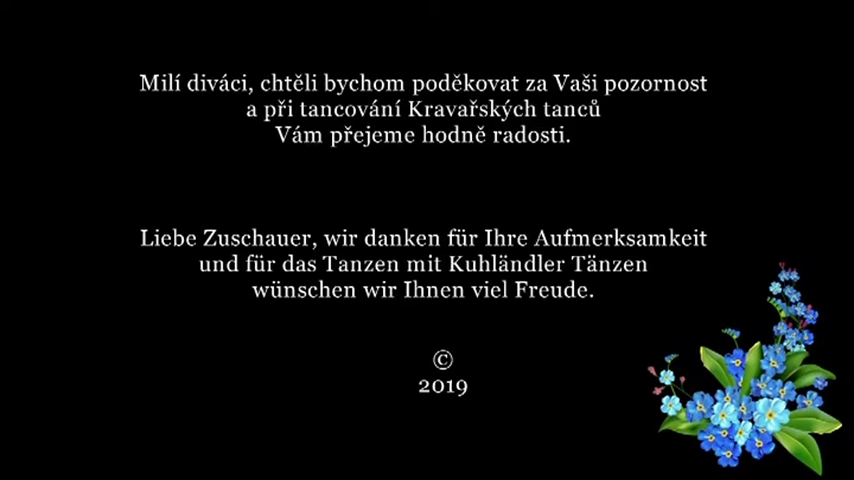 Milí diváci, chtěli bychom poděkovat za Vaši pozornost
a při tancování Kravařských tanců
Vám přejeme hodně radosti.
Liebe Zuschauer, wir danken für Ihre Aufmerksamkeit
und für das Tanzen mit Kuhländler Tänzen
wünschen wir Ihnen viel Freude.
©
2019